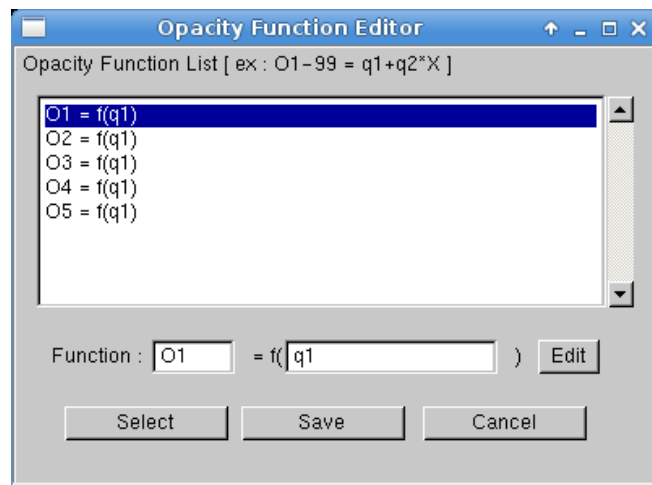 Opacity Function Editor
Opacity Function List [ ex : O1-99 = q1+q2*X ]
O1 = f(q1)
O2 = f(q1)
O3 = f(q1)
O4 = f(q1)
O5 = f(q1)
Function : O1 = f( q1 ) Edit
Select Save Cancel